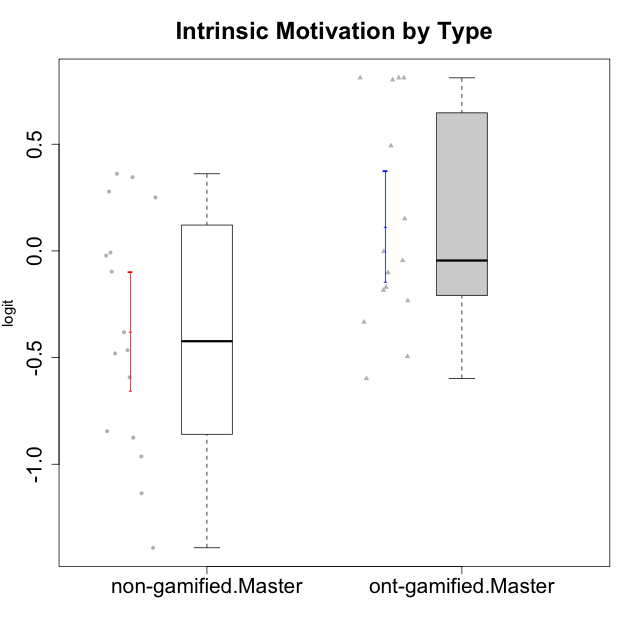 Intrinsic Motivation by Type
logit
0.5
0.0
-0.5
-1.0
non-gamified.Master
ont-gamified.Master